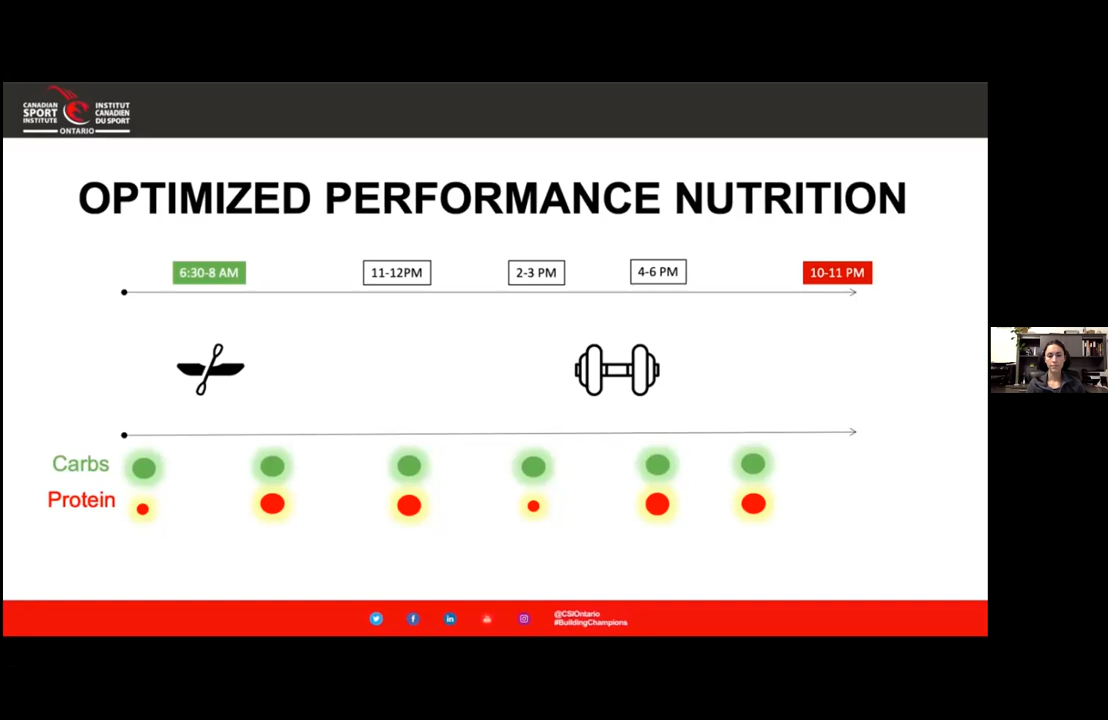 CANADIAN
SPORT
INSTITUTE
INSTITUT
CANADIEN
DU SPORT
ONTARIO
OPTIMIZED PERFORMANCE NUTRITION
6:30-8 AM
11-12PM
2-3 PM
4-6 PM
10-11 PM
Carbs
Protein
@CSIOntario
#BuildingChampions